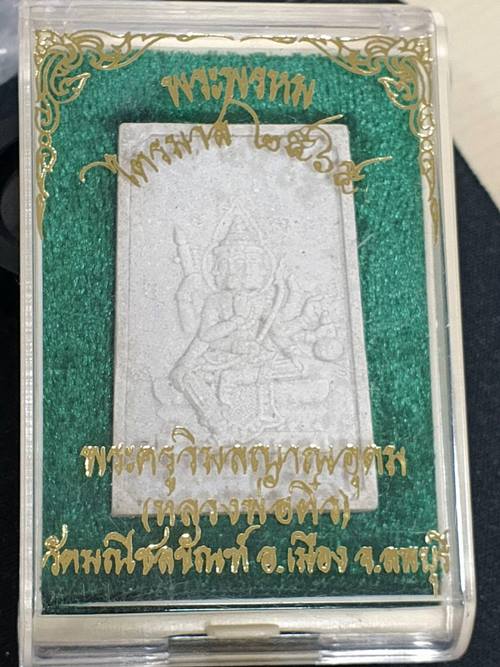 พระพรหม
ไตรมาส ๒๕๖๕
พระครูวิมลญาณอุดม
(หลวงพ่อติ๋ว)
วัดมณีชลขัณฑ์ อ.เมือง จ.ลพบุรี